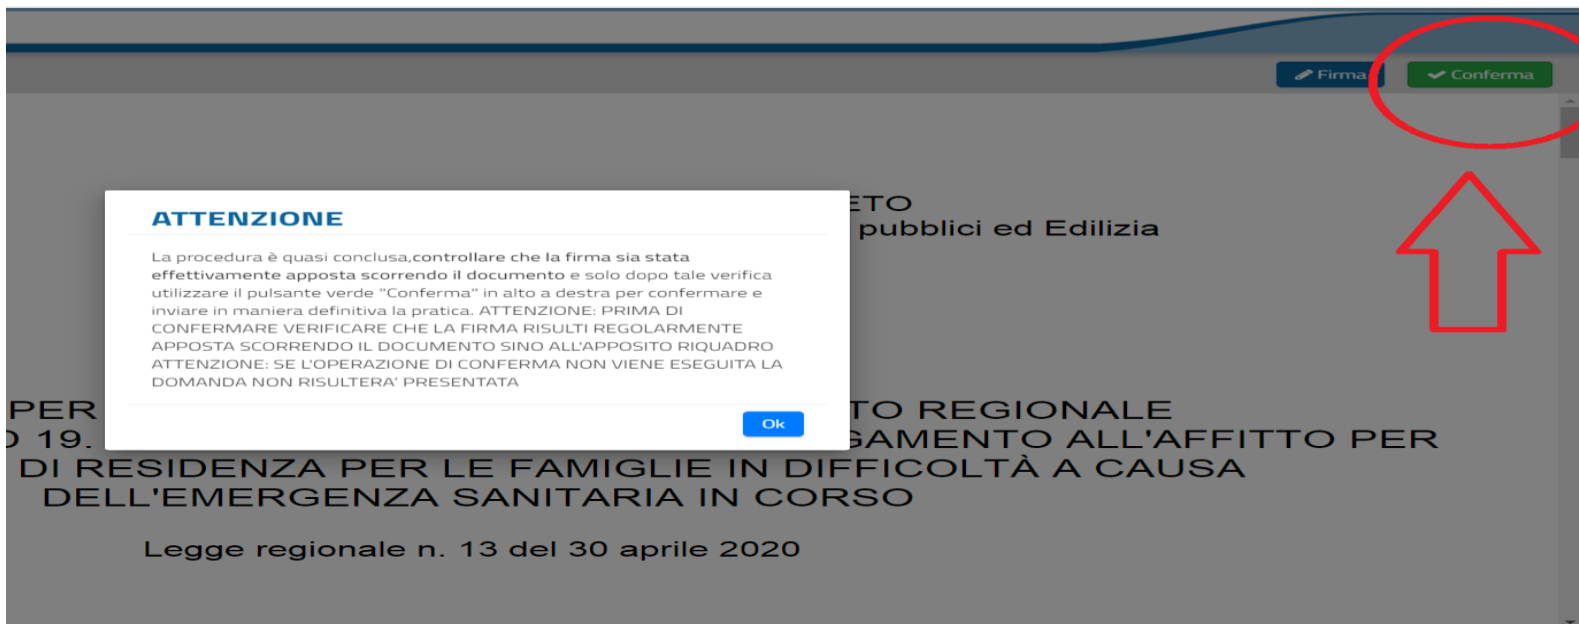 Firma
Conferma
ETO
pubblici ed Edilizia
ATTENZIONE
La procedura è quasi conclusa,controllare che la firma sia stata
effettivamente apposta scorrendo il documento e solo dopo tale verifica
utilizzare il pulsante verde "Conferma" in alto a destra per confermare e
inviare in maniera definitiva la pratica. ATTENZIONE: PRIMA DI
CONFERMARE VERIFICARE CHE LA FIRMA RISULTI REGOLARMENTE
APPOSTA SCORRENDO IL DOCUMENTO SINO ALL'APPOSITO RIQUADRO
ATTENZIONE: SE L'OPERAZIONE DI CONFERMA NON VIENE ESEGUITA LA
DOMANDA NON RISULTERA' PRESENTATA
Ok
PER TO REGIONALE
O 19. GAMENTO ALL'AFFITTO PER
DI RESIDENZA PER LE FAMIGLIE IN DIFFICOLTÀ A CAUSA
DELL'EMERGENZA SANITARIA IN CORSO
Legge regionale n. 13 del 30 aprile 2020